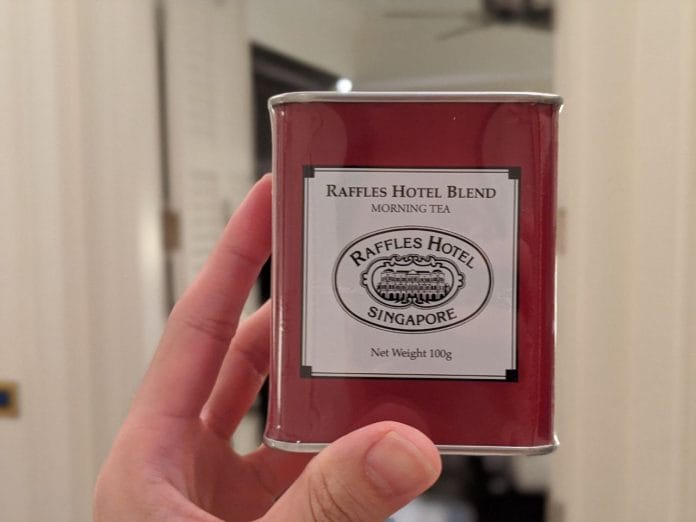 RAFFLES HOTEL BLEND
MORNING TEA
RAFFLES HOTEL
SINGAPORE
Net Weight 100g